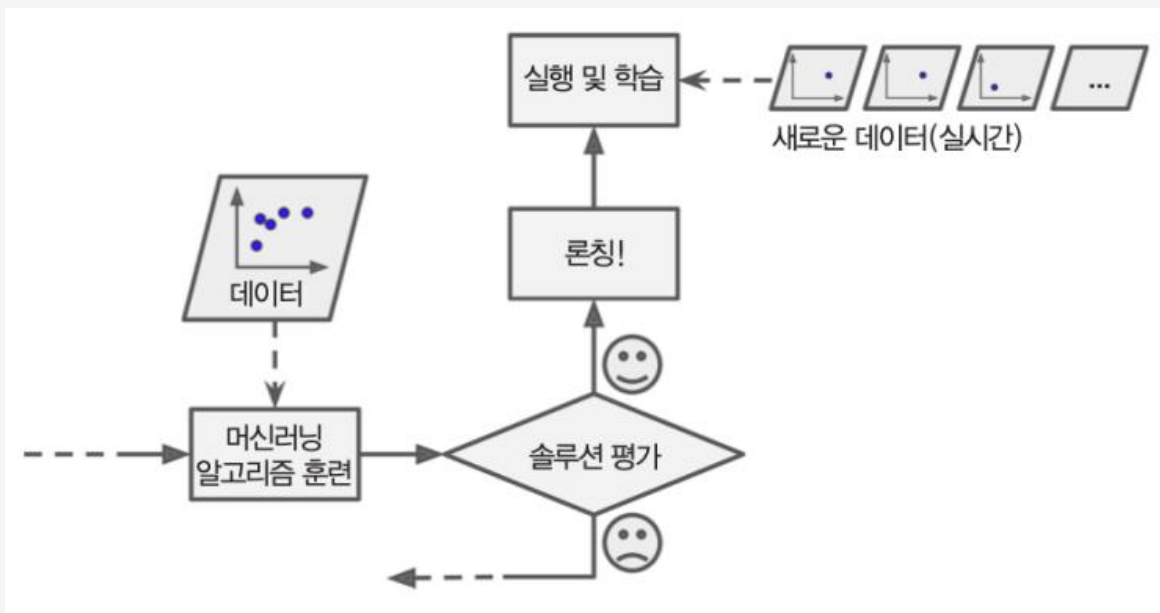 실행 및 학습
...
새로운 데이터(실시간)
데이터
론칭!
머신러닝
알고리즘 훈련
솔루션 평가